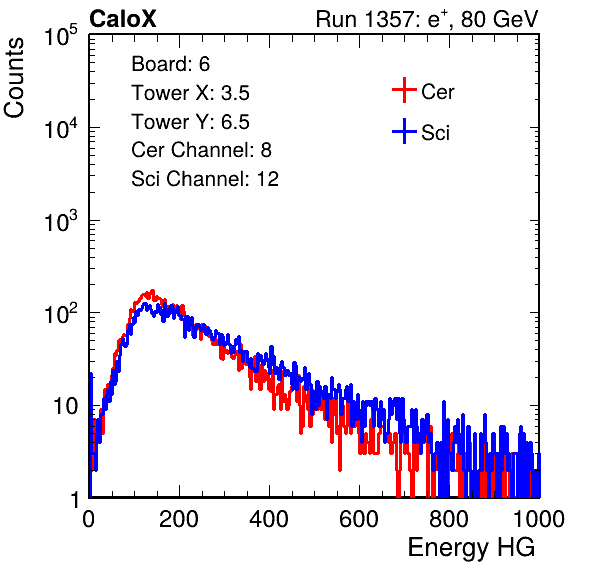 CaloX Run 1357: e⁺, 80 GeV
Counts
10⁵
10⁴
10³
10²
10
1
Board: 6
Tower X: 3.5
Tower Y: 6.5
Cer Channel: 8
Sci Channel: 12
Cer
Sci
0 200 400 600 800 1000
Energy HG